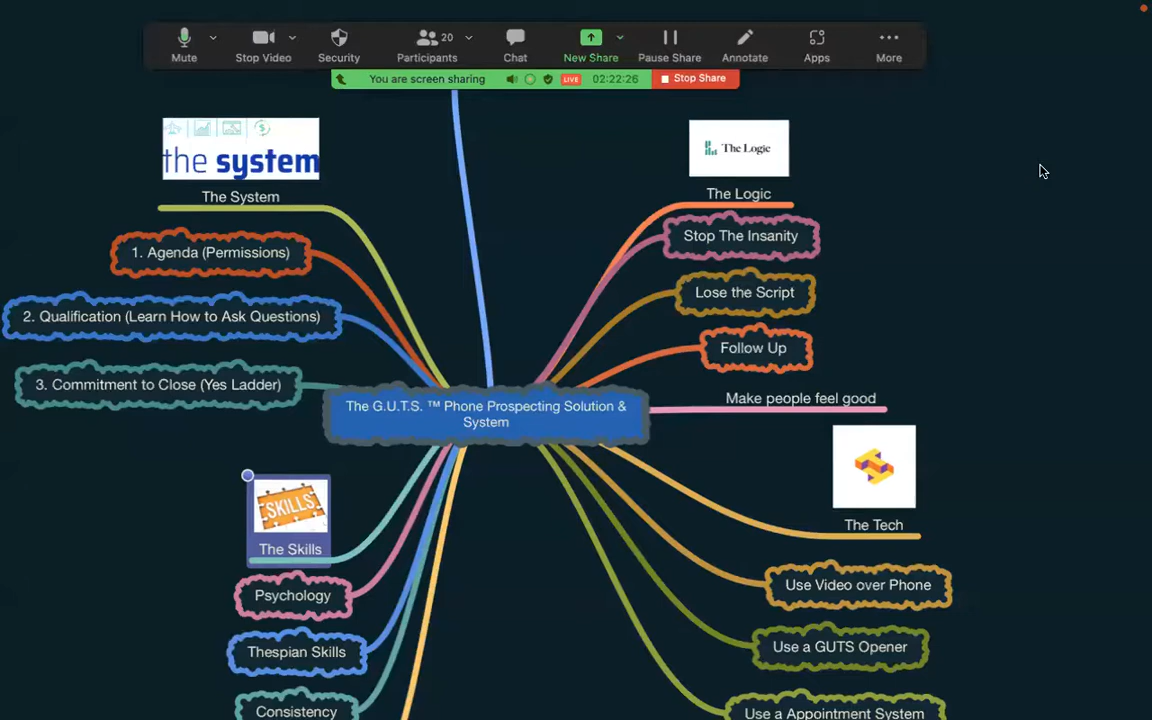 Mute
Stop Video
Security
Participants
20
Chat
New Share
Pause Share
Annotate
Apps
More
You are screen sharing
LIVE
02:22:26
Stop Share
the system
The System
1. Agenda (Permissions)
2. Qualification (Learn How to Ask Questions)
3. Commitment to Close (Yes Ladder)
The Logic
The Logic
Stop The Insanity
Lose the Script
Follow Up
Make people feel good
The G.U.T.S. ™ Phone Prospecting Solution &
System
SKILLS
The Skills
Psychology
Thespian Skills
Consistency
The Tech
Use Video over Phone
Use a GUTS Opener
Use a Appointment System